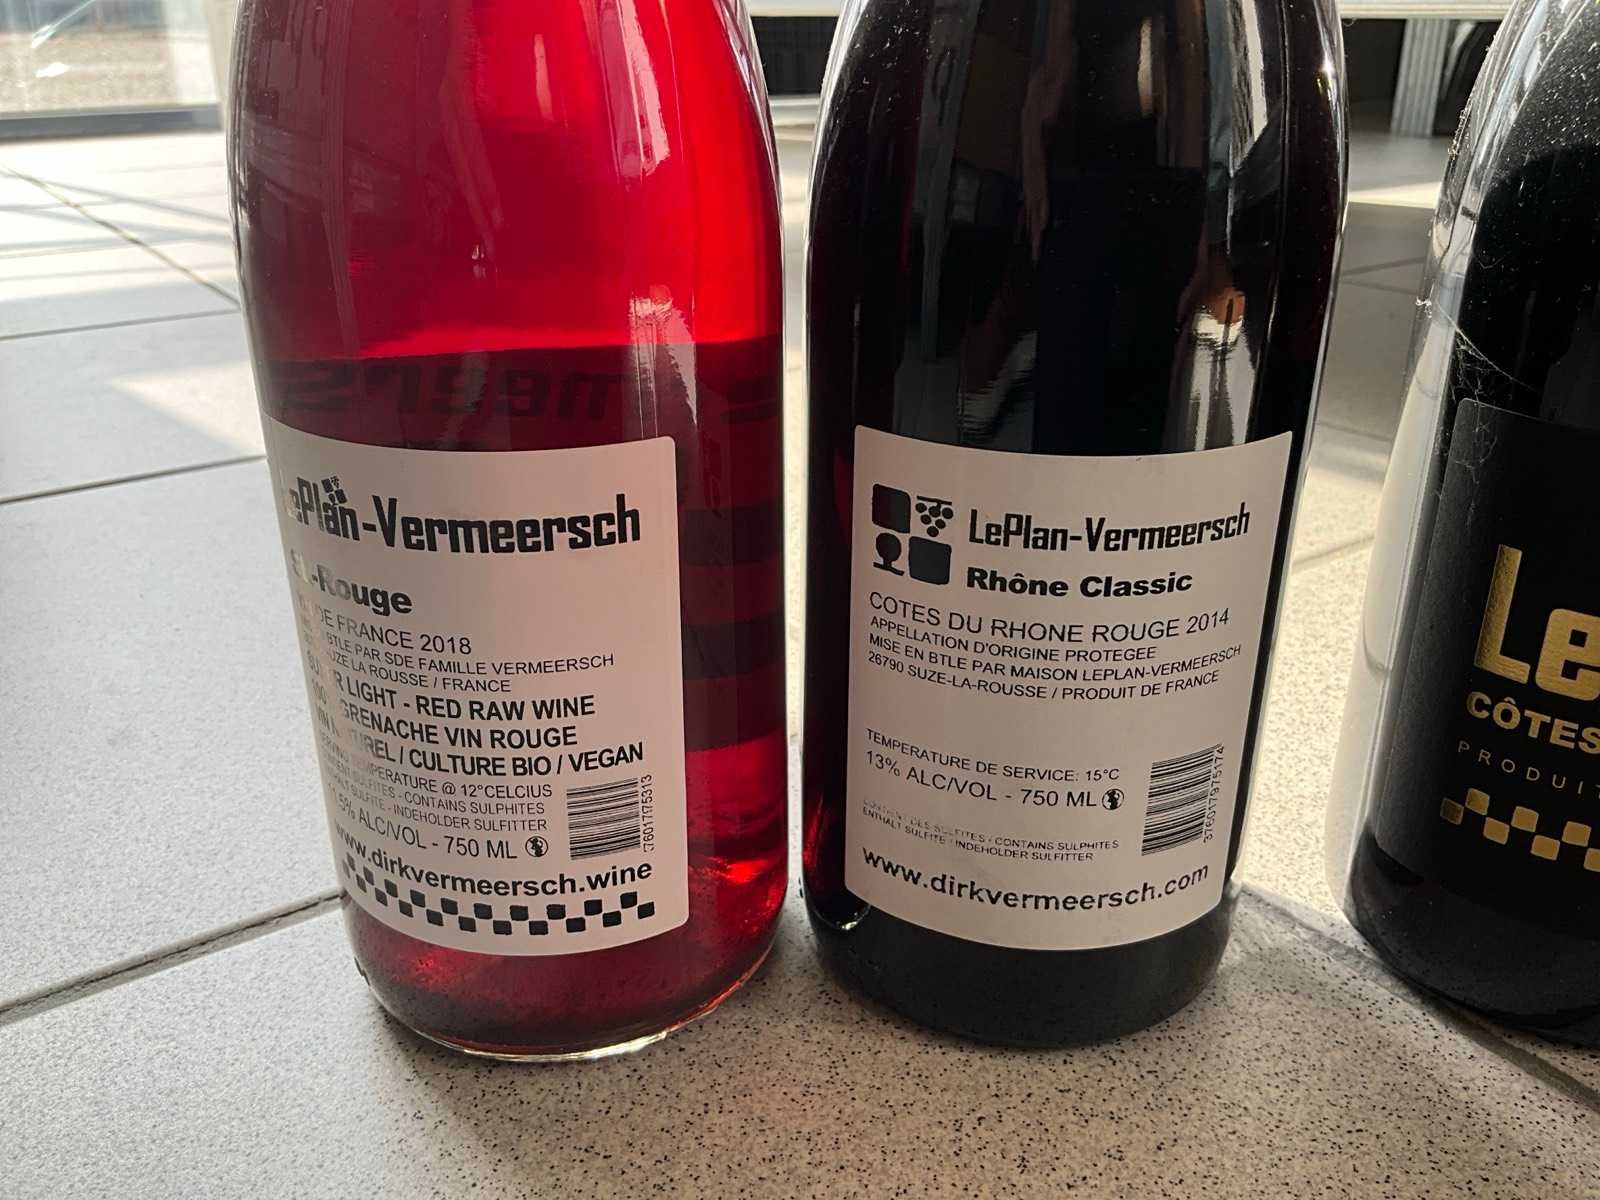 LePlan-Vermeersch
-Rouge
DE FRANCE 2018
BTLE PAR SDE FAMILLE VERMEERSCH
LA ROUSSE / FRANCE
LIGHT - RED RAW WINE
GRENACHE VIN ROUGE
/ CULTURE BIO / VEGAN
TEMPERATURE @ 12°CELCIUS
- CONTAINS SULPHITES
SULFITE - INDEHOLDER SULFITTER
ALC/VOL - 750 ML
www.dirkvermeersch.wine
LePlan-Vermeersch
Rhône Classic
COTES DU RHONE ROUGE 2014
APPELLATION D'ORIGINE PROTEGEE
MISE EN BTLE PAR MAISON LEPLAN-VERMEERSCH
26790 SUZE-LA-ROUSSE / PRODUIT DE FRANCE
TEMPERATURE DE SERVICE: 15°C
13% ALC/VOL - 750 ML
CONTIENT DES SULFITES / CONTAINS SULPHITES
ENTHALT SULFITE / INDEHOLDER SULFITTER
www.dirkvermeersch.com
3760179751774
Le
CÔTES